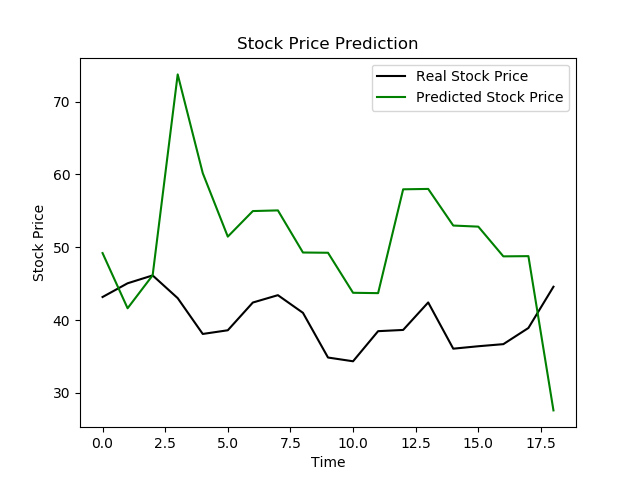 Stock Price Prediction
Real Stock Price
Predicted Stock Price
Stock Price
70
60
50
40
30
0.0 2.5 5.0 7.5 10.0 12.5 15.0 17.5
Time